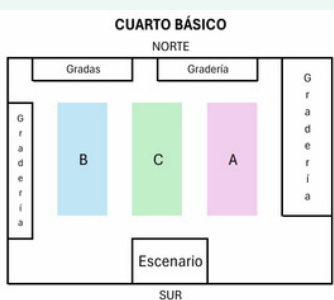 CUARTO BÁSICO
NORTE
Gradas
Gradería
Gradería
Gradería
B
C
A
Escenario
SUR